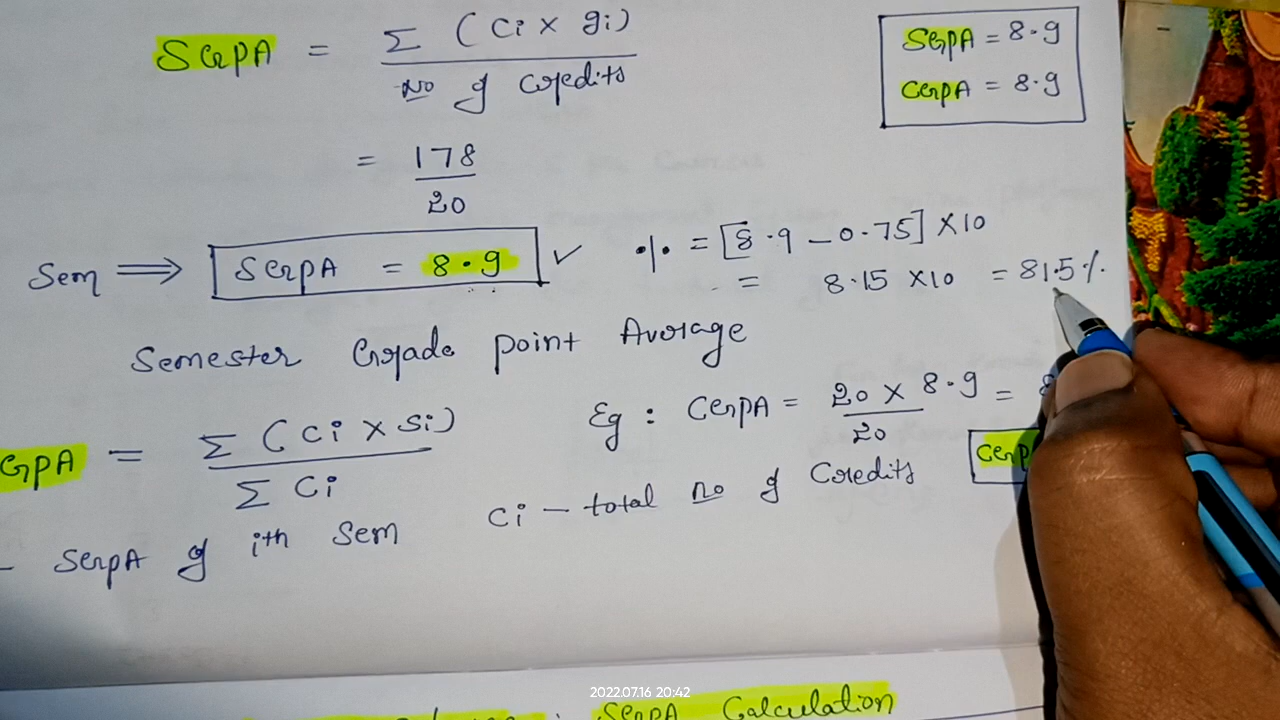 SGPA = Σ (Ci × gi)
No of credits
SGPA = 8.9
CGPA = 8.9
= 178
20
Sem ⟹ SGPA = 8.9 ✓
% = [8.9 – 0.75] × 10
= 8.15 × 10 = 81.5%
Semester Grade point Average
GPA = Σ (Ci × Si)
Σ Ci
Eg : CGPA = 20 × 8.9 =
20
CGP
– SGPA of ith Sem
Ci – total no of Credits
: SGPA Calculation
2022.07.16 20:42